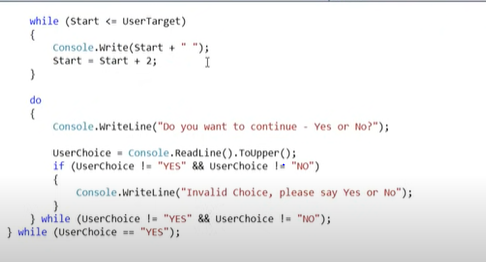 while (Start <= UserTarget)
{
Console.Write(Start + " ");
Start = Start + 2;
}
do
{
Console.WriteLine("Do you want to continue - Yes or No?");
UserChoice = Console.ReadLine().ToUpper();
if (UserChoice != "YES" && UserChoice != "NO")
{
Console.WriteLine("Invalid Choice, please say Yes or No");
}
} while (UserChoice != "YES" && UserChoice != "NO");
} while (UserChoice == "YES");